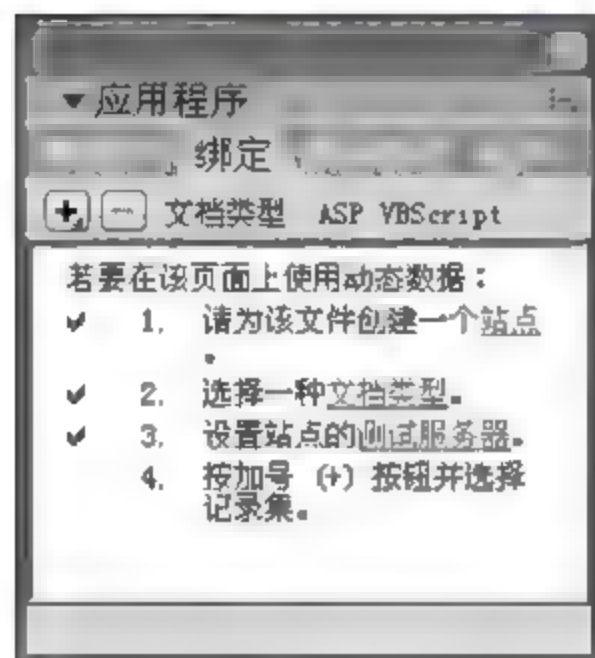 应用程序
绑定
文档类型 ASP VBScript
若要在该页面上使用动态数据：
1. 请为该文件创建一个站点
。
2. 选择一种文档类型。
3. 设置站点的测试服务器。
4. 按加号 (+) 按钮并选择
记录集。